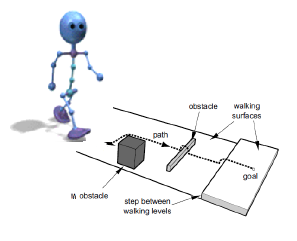 obstacle
walking
surfaces
path
goal
obstacle
step between
walking levels